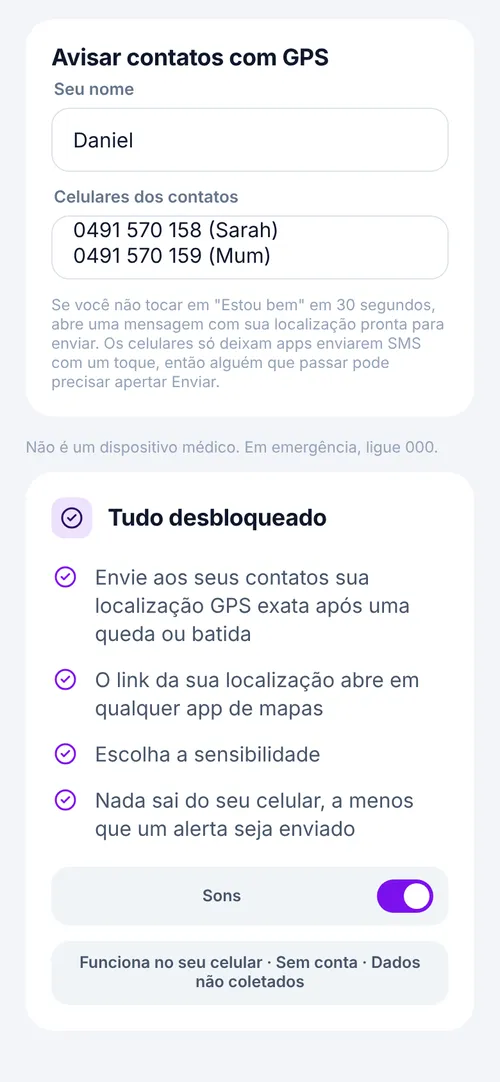 Avisar contatos com GPS
Seu nome
Daniel
Celulares dos contatos
0491 570 158 (Sarah)
0491 570 159 (Mum)
Se você não tocar em "Estou bem" em 30 segundos,
abre uma mensagem com sua localização pronta para
enviar. Os celulares só deixam apps enviarem SMS
com um toque, então alguém que passar pode
precisar apertar Enviar.
Não é um dispositivo médico. Em emergência, ligue 000.
Tudo desbloqueado
Envie aos seus contatos sua
localização GPS exata após uma
queda ou batida
O link da sua localização abre em
qualquer app de mapas
Escolha a sensibilidade
Nada sai do seu celular, a menos
que um alerta seja enviado
Sons
Funciona no seu celular · Sem conta · Dados
não coletados